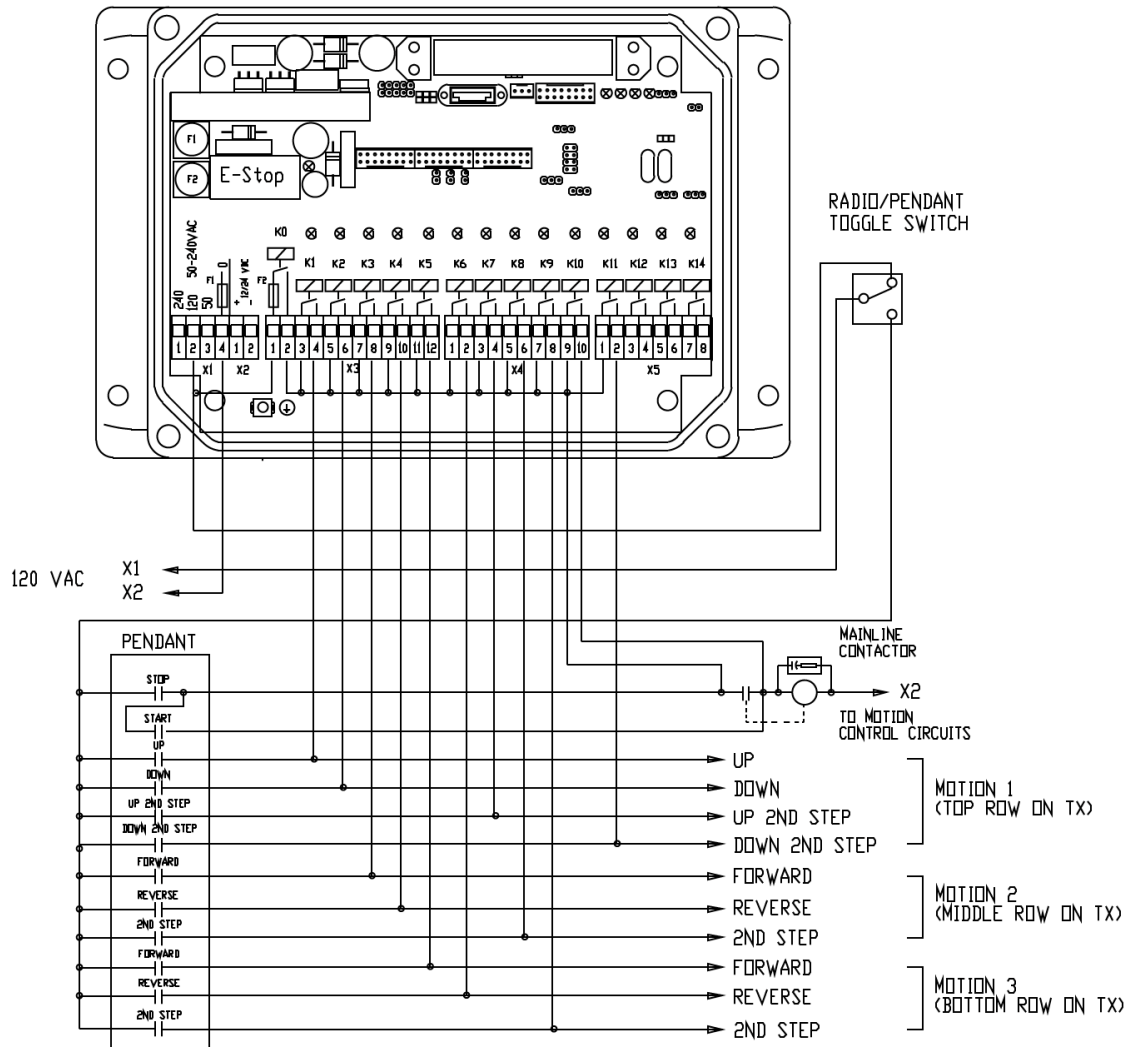 F1
F2
E-Stop
50-240VAC
240
120
50
F1
0
+ 12/24 VDC
-
F2
K0
K1 K2 K3 K4 K5 K6 K7 K8 K9 K10 K11 K12 K13 K14
1 2 3 4 1 2 1 2 3 4 5 6 7 8 9 10 11 12 1 2 3 4 5 6 7 8 9 10 1 2 3 4 5 6 7 8
X1 X2 X3 X4 X5
RADIO/PENDANT
TOGGLE SWITCH
120 VAC
X1
X2
PENDANT
STOP
START
UP
DOWN
UP 2ND STEP
DOWN 2ND STEP
FORWARD
REVERSE
2ND STEP
FORWARD
REVERSE
2ND STEP
MAINLINE
CONTACTOR
X2
TO MOTION
CONTROL CIRCUITS
UP
DOWN
UP 2ND STEP
DOWN 2ND STEP
MOTION 1
(TOP ROW ON TX)
FORWARD
REVERSE
2ND STEP
MOTION 2
(MIDDLE ROW ON TX)
FORWARD
REVERSE
2ND STEP
MOTION 3
(BOTTOM ROW ON TX)